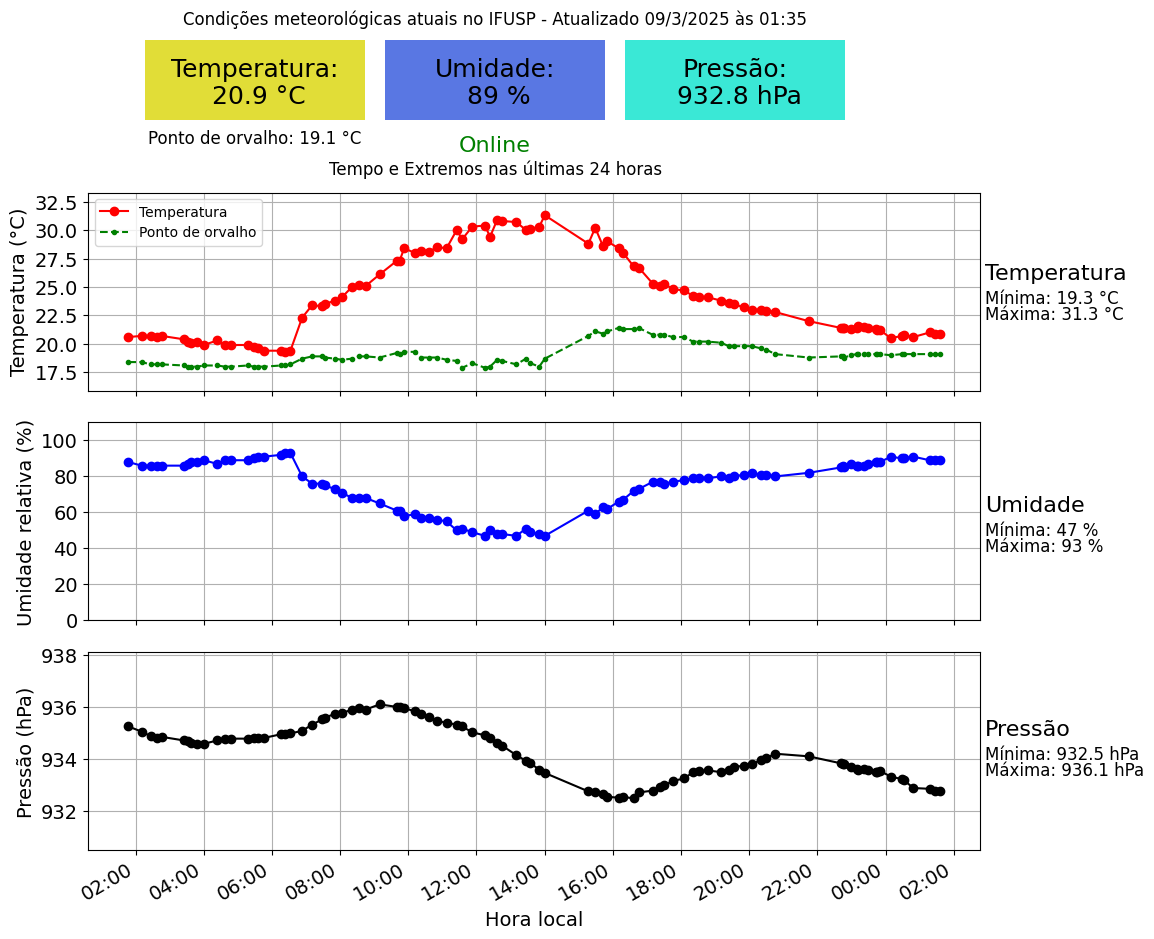 Condições meteorológicas atuais no IFUSP - Atualizado 09/3/2025 às 01:35
Temperatura:
20.9 °C
Umidade:
89 %
Pressão:
932.8 hPa
Ponto de orvalho: 19.1 °C
Online
Tempo e Extremos nas últimas 24 horas
Temperatura (°C)
32.5
30.0
27.5
25.0
22.5
20.0
17.5
Temperatura
Ponto de orvalho
Temperatura
Mínima: 19.3 °C
Máxima: 31.3 °C
Umidade relativa (%)
100
80
60
40
20
0
Umidade
Mínima: 47 %
Máxima: 93 %
Pressão (hPa)
938
936
934
932
Pressão
Mínima: 932.5 hPa
Máxima: 936.1 hPa
02:00 04:00 06:00 08:00 10:00 12:00 14:00 16:00 18:00 20:00 22:00 00:00 02:00
Hora local